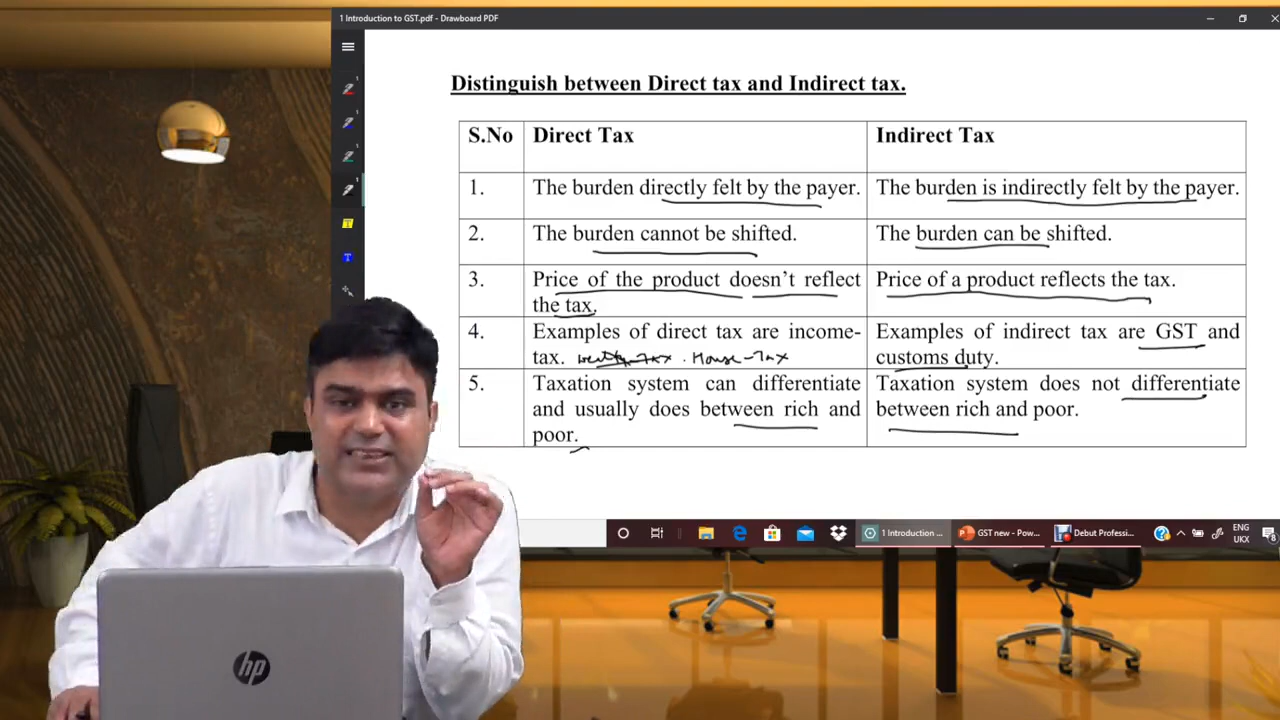 1 Introduction to GST.pdf - Drawboard PDF
Distinguish between Direct tax and Indirect tax.
S.No Direct Tax Indirect Tax
1. The burden directly felt by the payer. The burden is indirectly felt by the payer.
2. The burden cannot be shifted. The burden can be shifted.
3. Price of the product doesn't reflect Price of a product reflects the tax.
the tax.
4. Examples of direct tax are income- Examples of indirect tax are GST and
tax. Wealth-Tax . House-Tax customs duty.
5. Taxation system can differentiate Taxation system does not differentiate
and usually does between rich and between rich and poor.
poor.
1 Introduction ... GST new - Pow... Debut Professi... ENG
UKX
8
hp